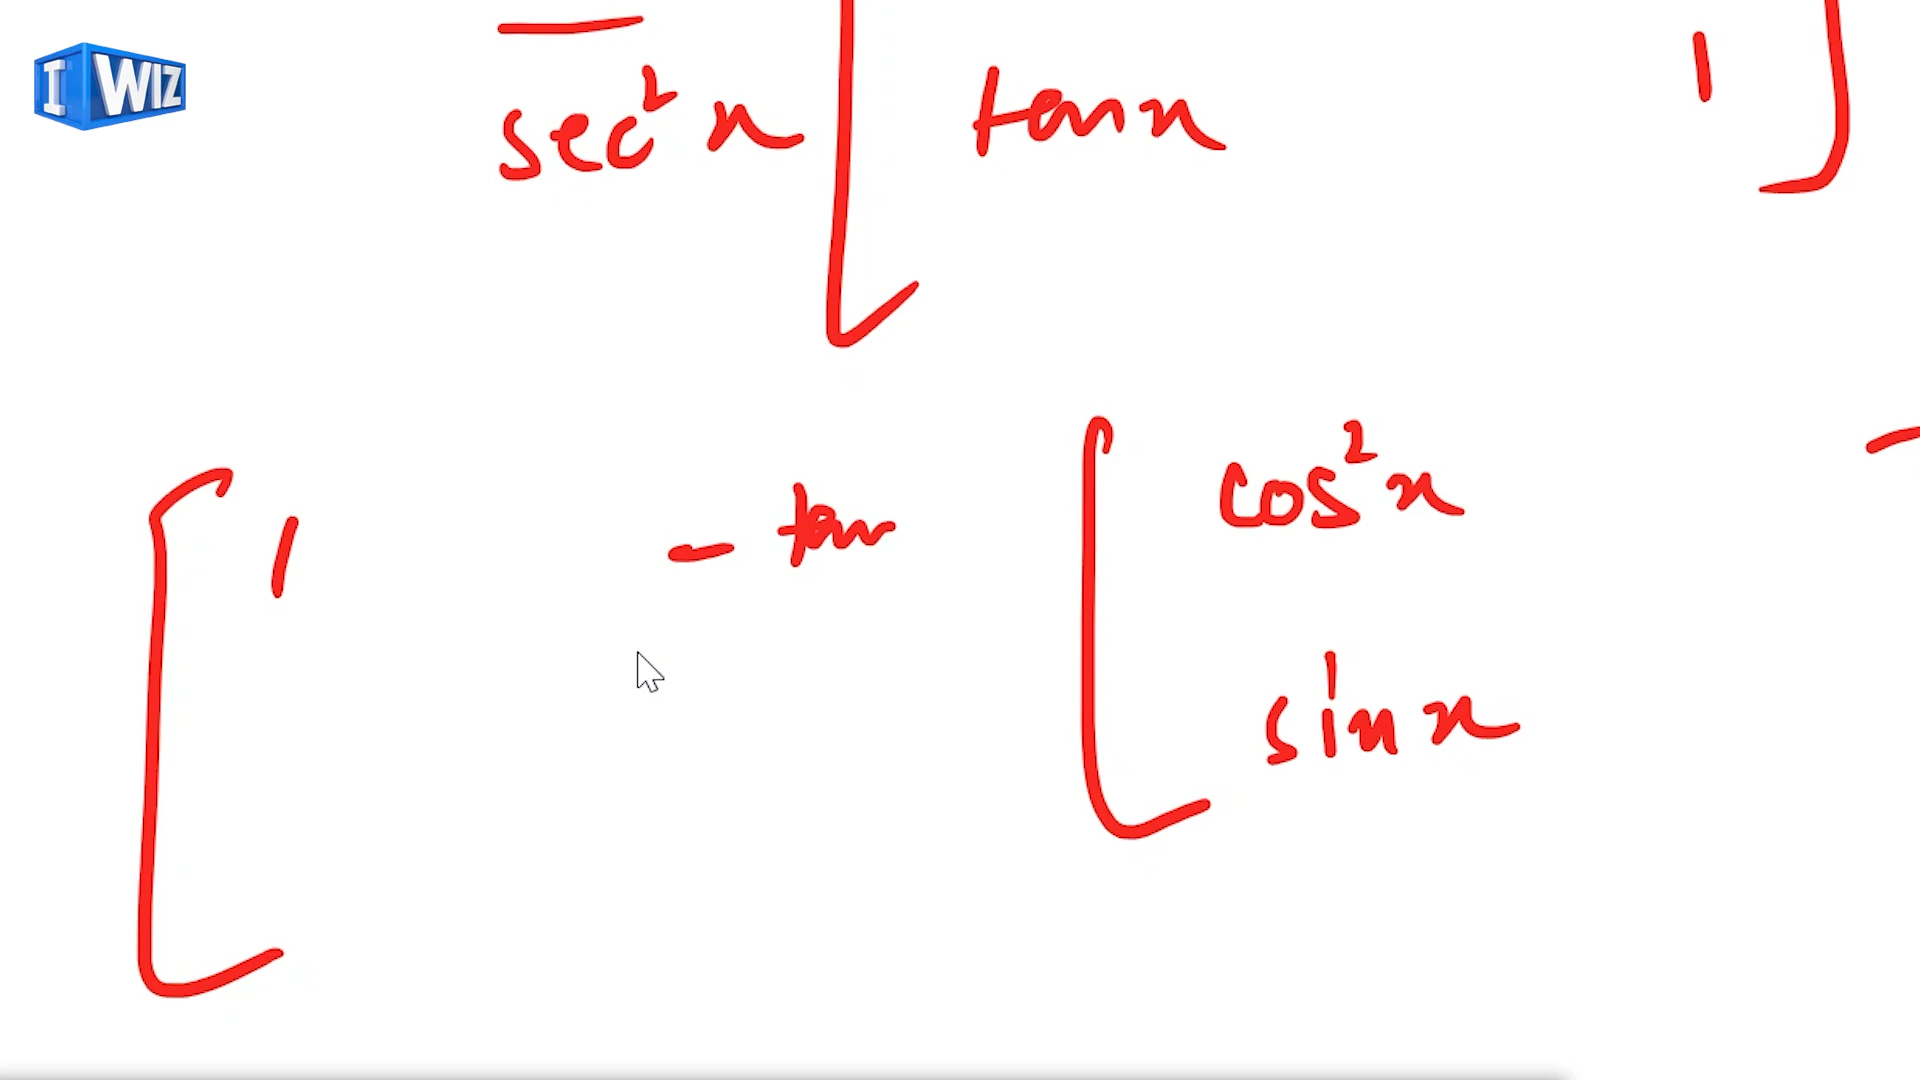 I WIZ
sec²x tanx 1
1 - tan cos²x
sinx